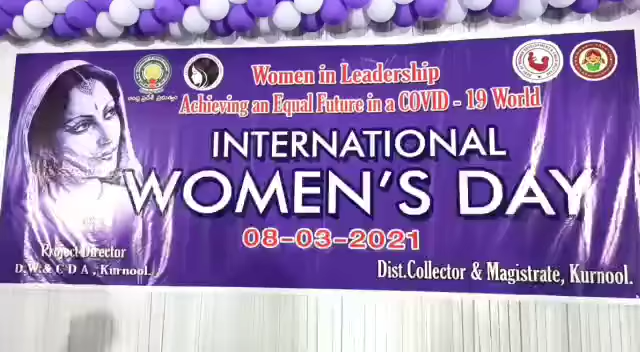 Women in Leadership
Achieving an Equal Future in a COVID - 19 World
INTERNATIONAL
WOMEN'S DAY
08-03-2021
Project Director
D.W.& C D A , Kurnool.
Dist.Collector & Magistrate, Kurnool.